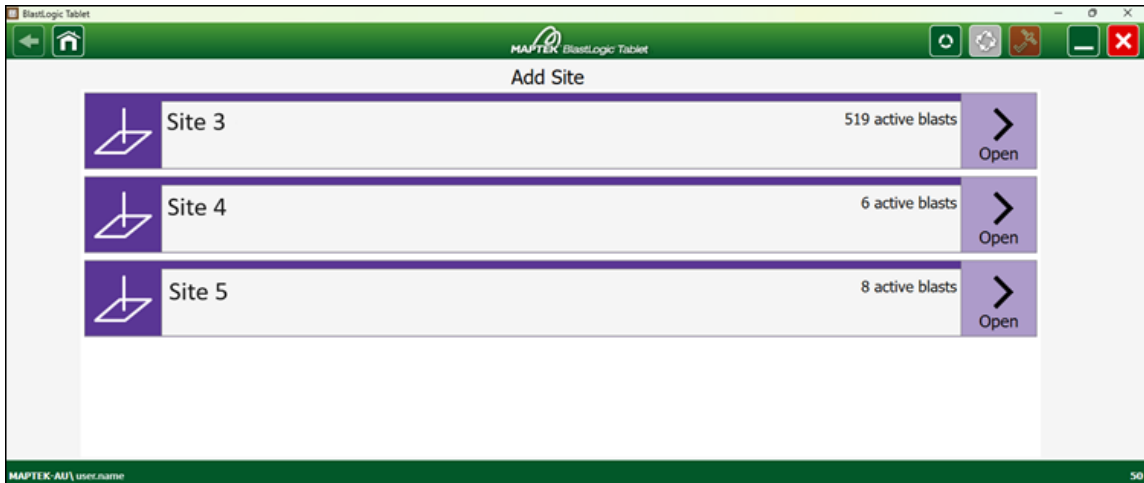 BlastLogic Tablet
MAPTEK BlastLogic Tablet
Add Site
Site 3
519 active blasts
Open
Site 4
6 active blasts
Open
Site 5
8 active blasts
Open
MAPTEK-AU\ user.name
50